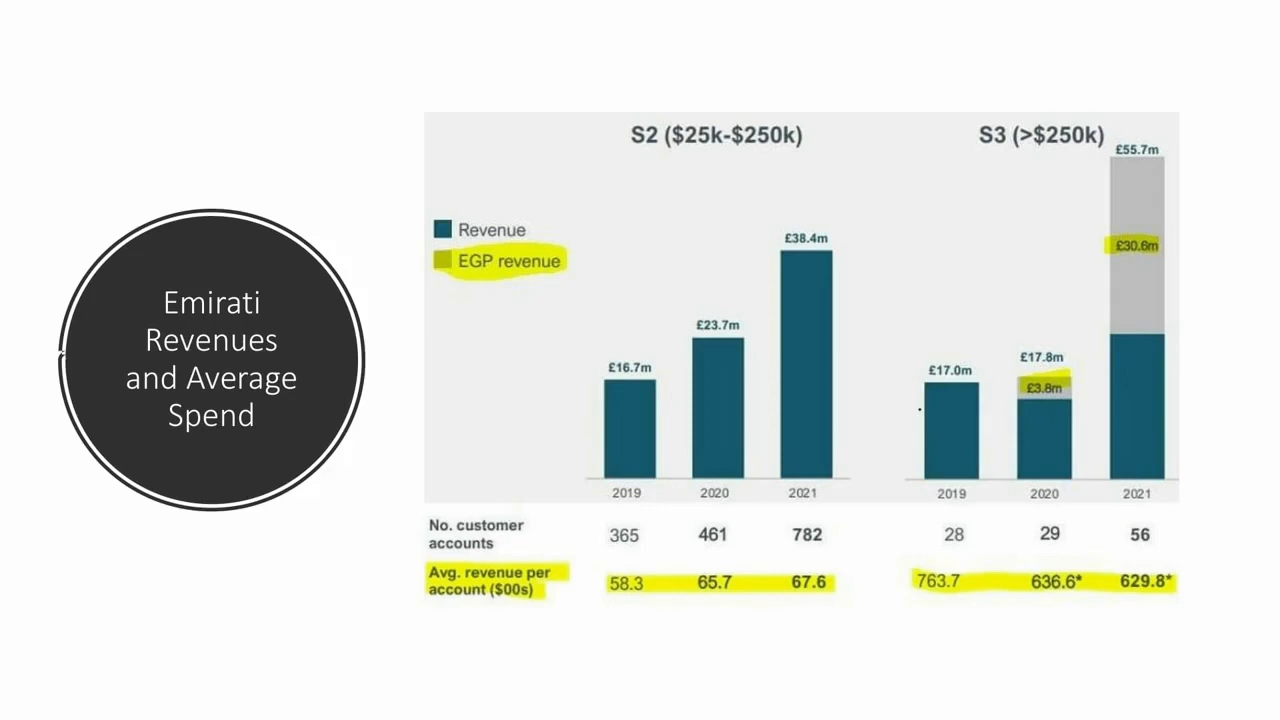 Emirati
Revenues
and Average
Spend
S2 ($25k-$250k)
S3 (>$250k)
Revenue
EGP revenue
£16.7m
£23.7m
£38.4m
£17.0m
£17.8m
£3.8m
£55.7m
£30.6m
2019
2020
2021
2019
2020
2021
No. customer
accounts
365
461
782
28
29
56
Avg. revenue per
account ($00s)
58.3
65.7
67.6
763.7
636.6*
629.8*